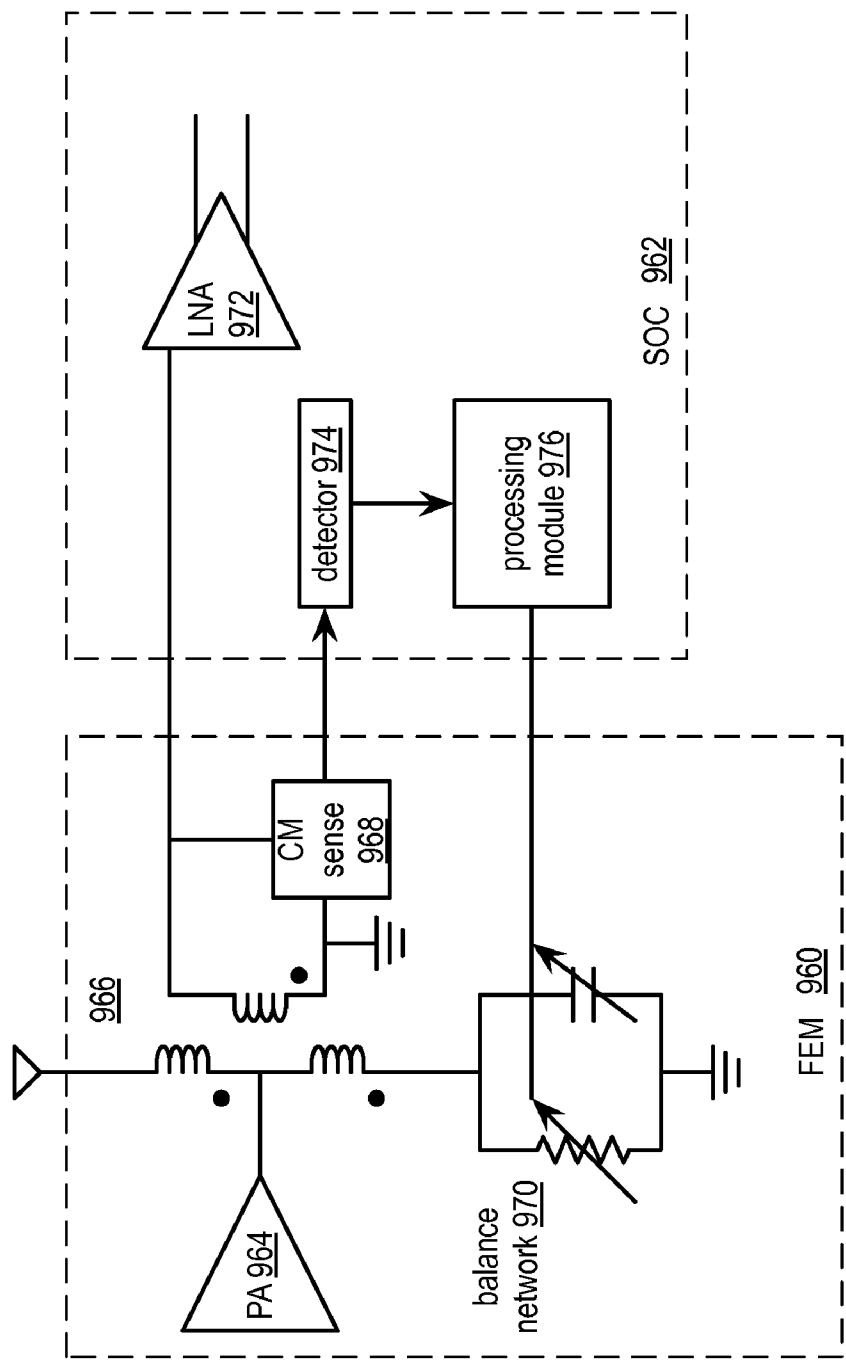 PA 964
966
balance
network 970
CM
sense
968
FEM 960
LNA
972
detector 974
processing
module 976
SOC 962